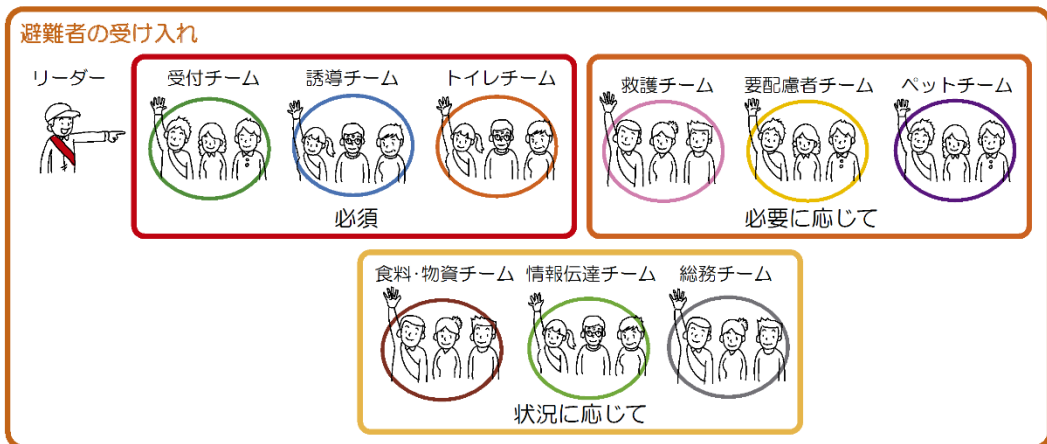 避難者の受け入れ
リーダー
受付チーム 誘導チーム トイレチーム
必須
救護チーム 要配慮者チーム ペットチーム
必要に応じて
食料・物資チーム 情報伝達チーム 総務チーム
状況に応じて